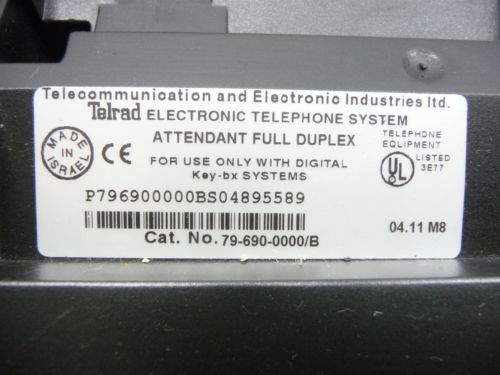 Telecommunication and Electronic Industries ltd.
Telrad ELECTRONIC TELEPHONE SYSTEM
ATTENDANT FULL DUPLEX
FOR USE ONLY WITH DIGITAL
Key-bx SYSTEMS
MADE IN ISRAEL
CE
TELEPHONE
EQUIPMENT
UL LISTED
3E77
P796900000BS04895589
04.11 M8
Cat. No. 79-690-0000/B